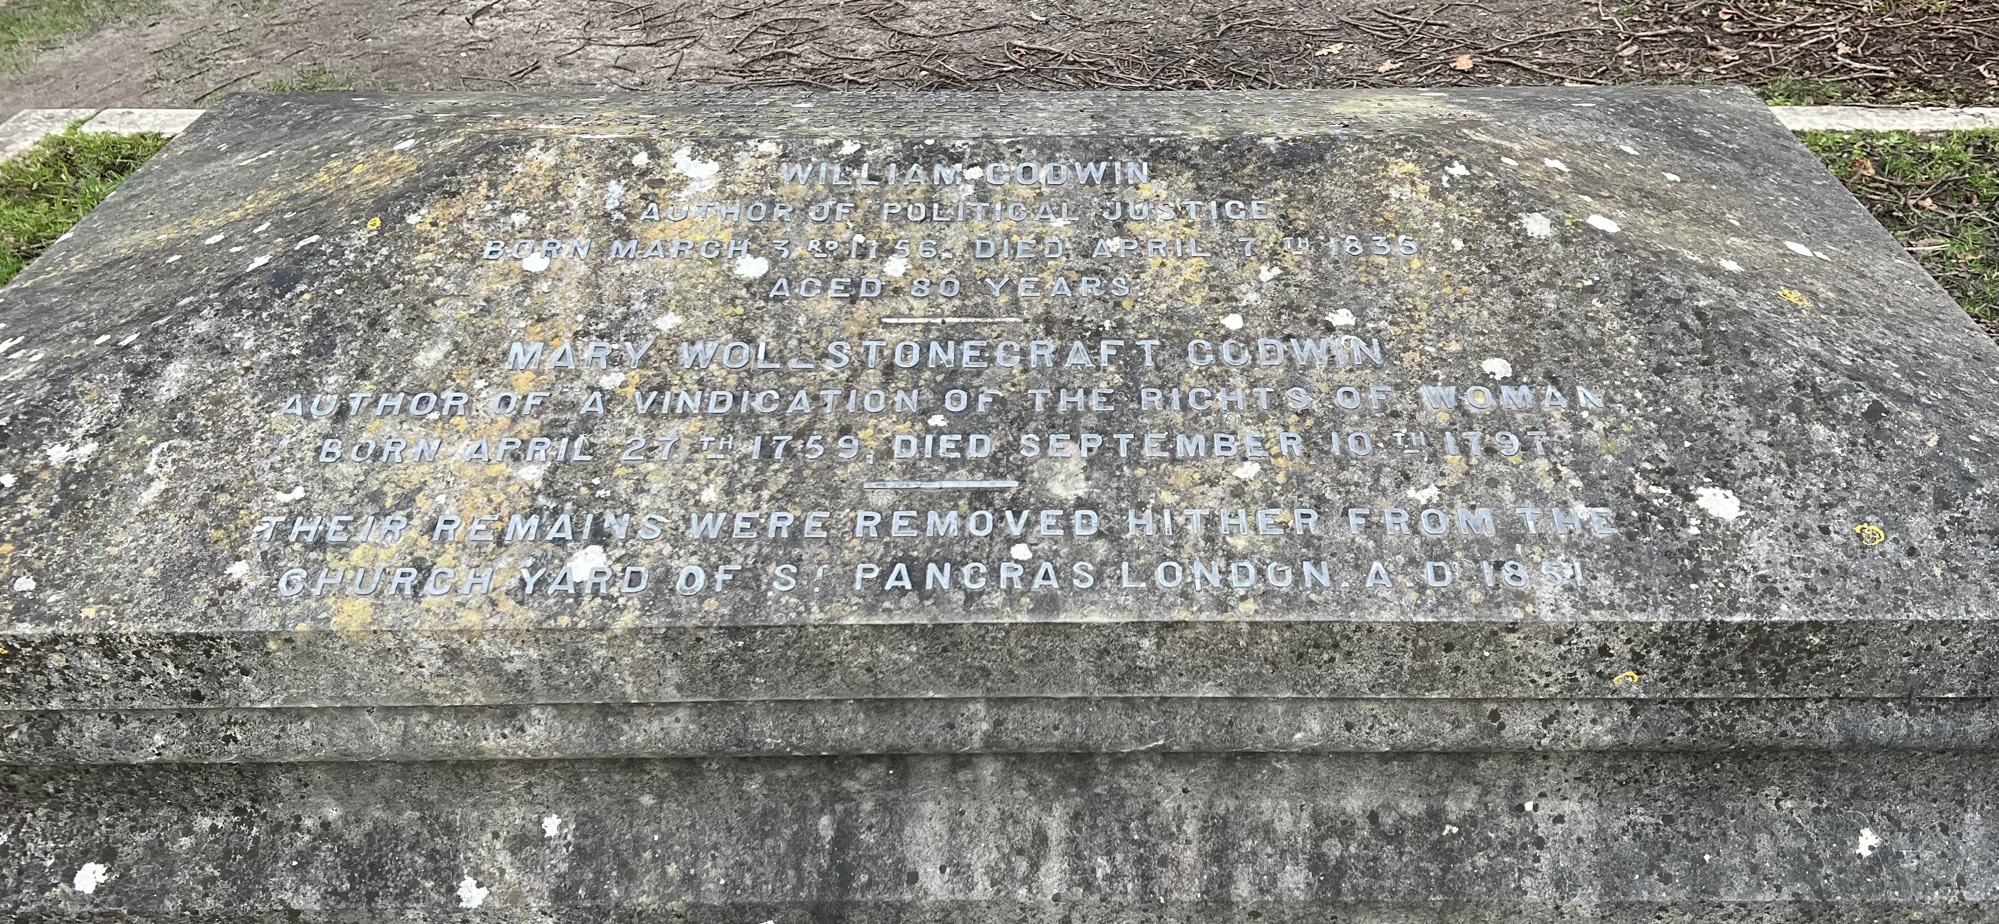 WILLIAM GODWIN
AUTHOR OF POLITICAL JUSTICE
BORN MARCH 3RD 1756. DIED APRIL 7TH 1836
AGED 80 YEARS.
MARY WOLLSTONECRAFT GODWIN.
AUTHOR OF A VINDICATION OF THE RIGHTS OF WOMAN,
BORN APRIL 27TH 1759, DIED SEPTEMBER 10TH 1797
THEIR REMAINS WERE REMOVED HITHER FROM THE
CHURCH YARD OF ST PANCRAS LONDON. A.D 1851